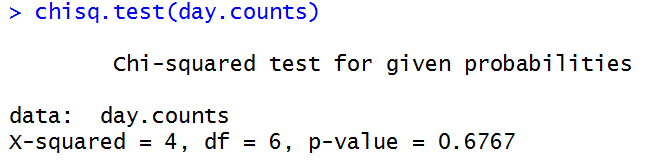 > chisq.test(day.counts)
Chi-squared test for given probabilities
data:  day.counts
X-squared = 4, df = 6, p-value = 0.6767